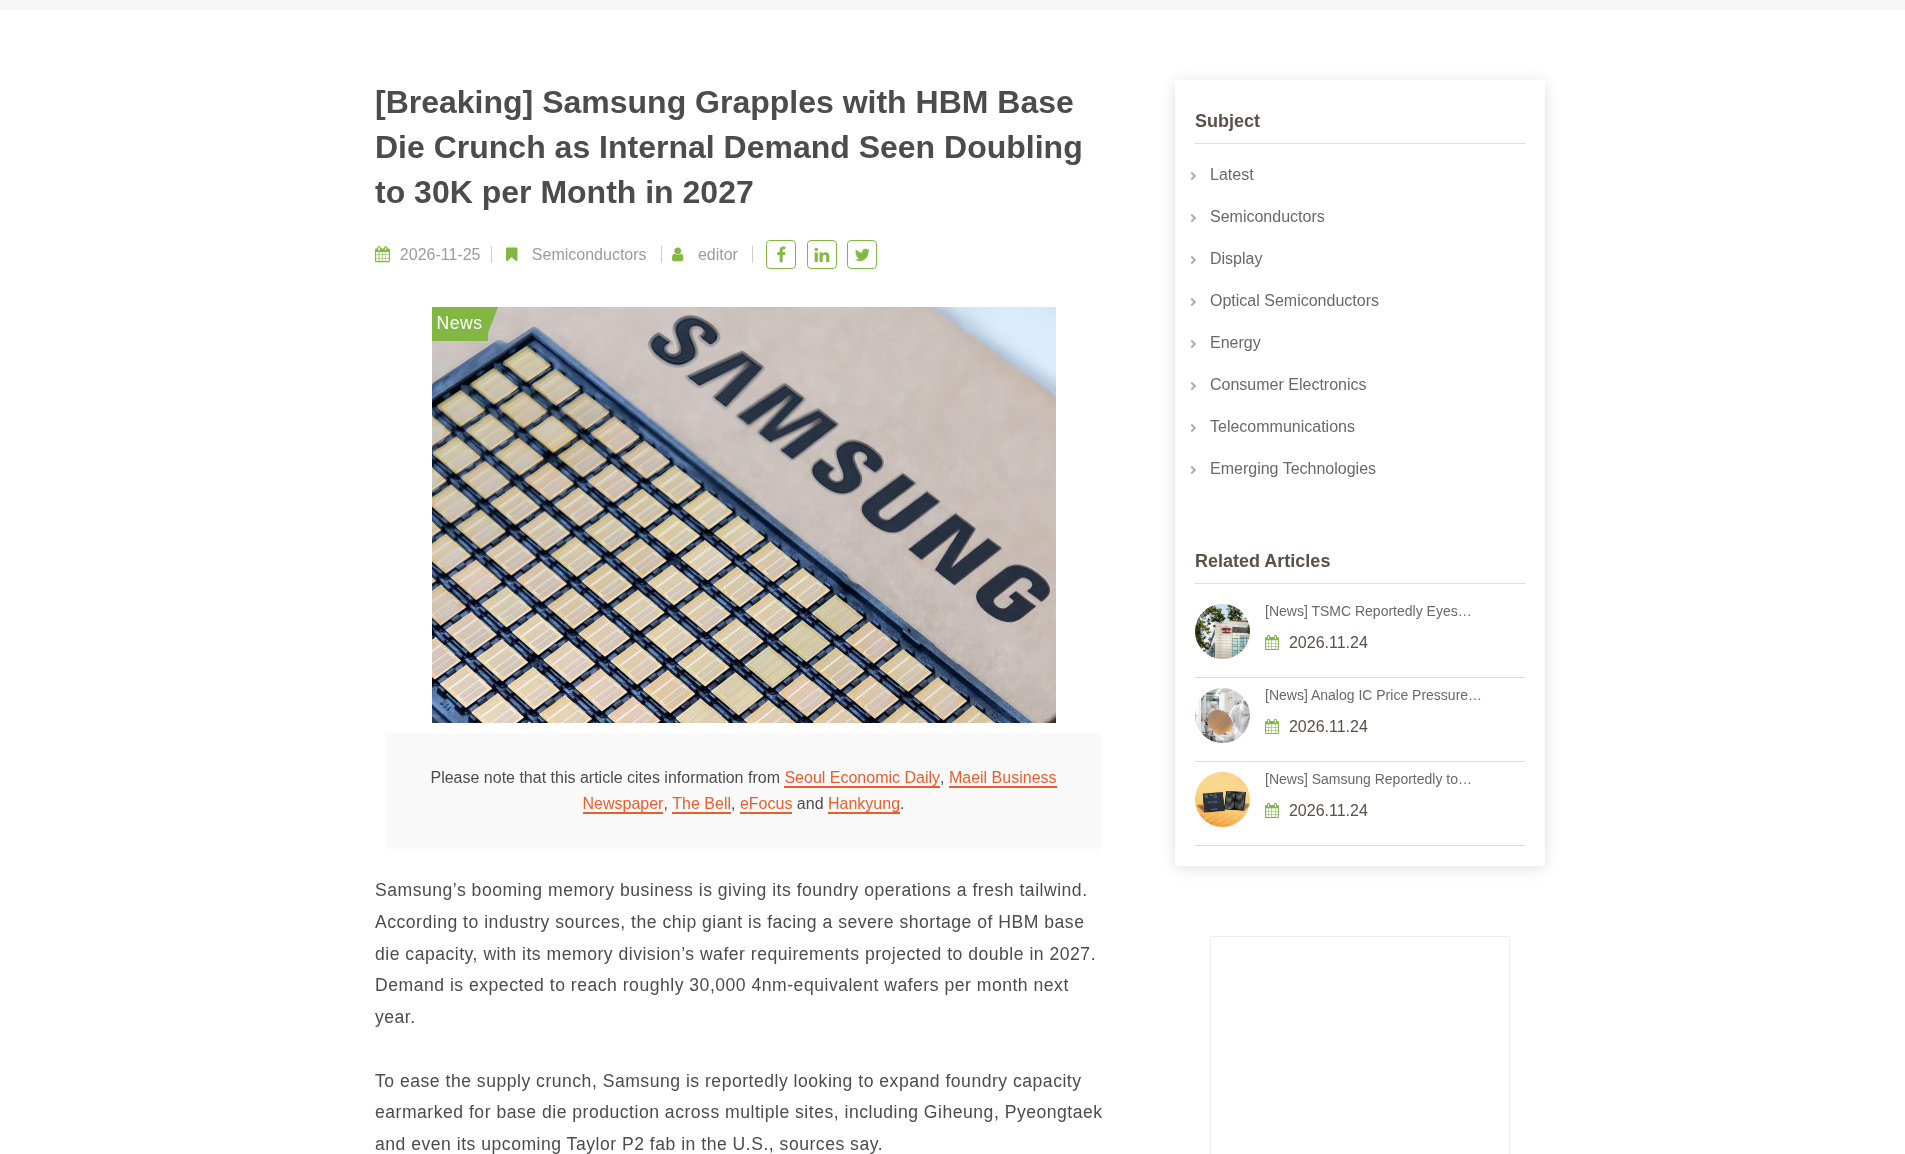 [Breaking] Samsung Grapples with HBM Base
Die Crunch as Internal Demand Seen Doubling
to 30K per Month in 2027
2026-11-25 Semiconductors editor
News
SAMSUNG
Please note that this article cites information from Seoul Economic Daily, Maeil Business
Newspaper, The Bell, eFocus and Hankyung.
Samsung’s booming memory business is giving its foundry operations a fresh tailwind.
According to industry sources, the chip giant is facing a severe shortage of HBM base
die capacity, with its memory division’s wafer requirements projected to double in 2027.
Demand is expected to reach roughly 30,000 4nm-equivalent wafers per month next
year.
To ease the supply crunch, Samsung is reportedly looking to expand foundry capacity
earmarked for base die production across multiple sites, including Giheung, Pyeongtaek
and even its upcoming Taylor P2 fab in the U.S., sources say.
Subject
Latest
Semiconductors
Display
Optical Semiconductors
Energy
Consumer Electronics
Telecommunications
Emerging Technologies
Related Articles
[News] TSMC Reportedly Eyes…
2026.11.24
[News] Analog IC Price Pressure…
2026.11.24
[News] Samsung Reportedly to…
2026.11.24